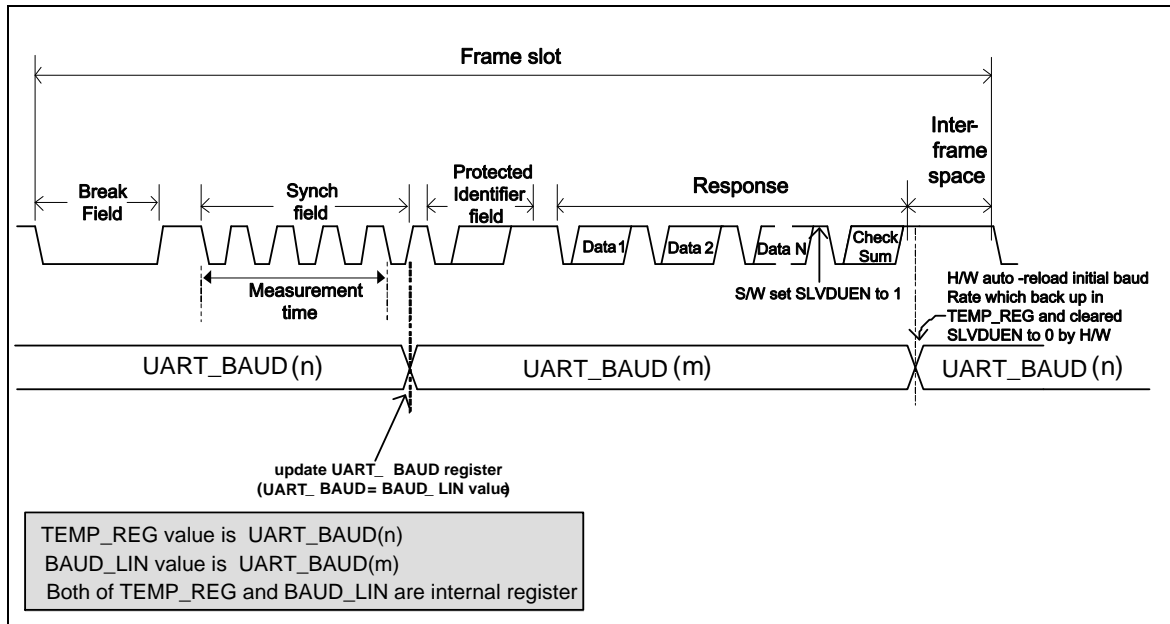 Frame slot
Inter-
frame
space
Break
Field
Synch
field
Protected
Identifier
field
Response
Data 1
Data 2
Data N
Check
Sum
Measurement
time
S/W set SLVDUEN to 1
H/W auto -reload initial baud
Rate which back up in
TEMP_REG and cleared
SLVDUEN to 0 by H/W
UART_BAUD (n)
UART_BAUD (m)
UART_BAUD (n)
update UART_ BAUD register
(UART_ BAUD = BAUD_ LIN value)
TEMP_REG value is UART_BAUD(n)
BAUD_LIN value is UART_BAUD(m)
Both of TEMP_REG and BAUD_LIN are internal register